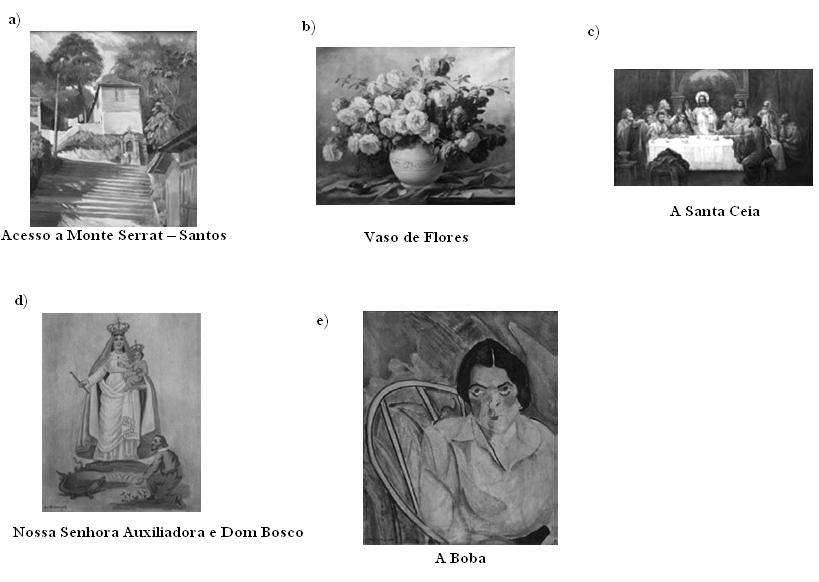 a)
Acesso a Monte Serrat – Santos
b)
Vaso de Flores
c)
A Santa Ceia
d)
Nossa Senhora Auxiliadora e Dom Bosco
e)
A Boba